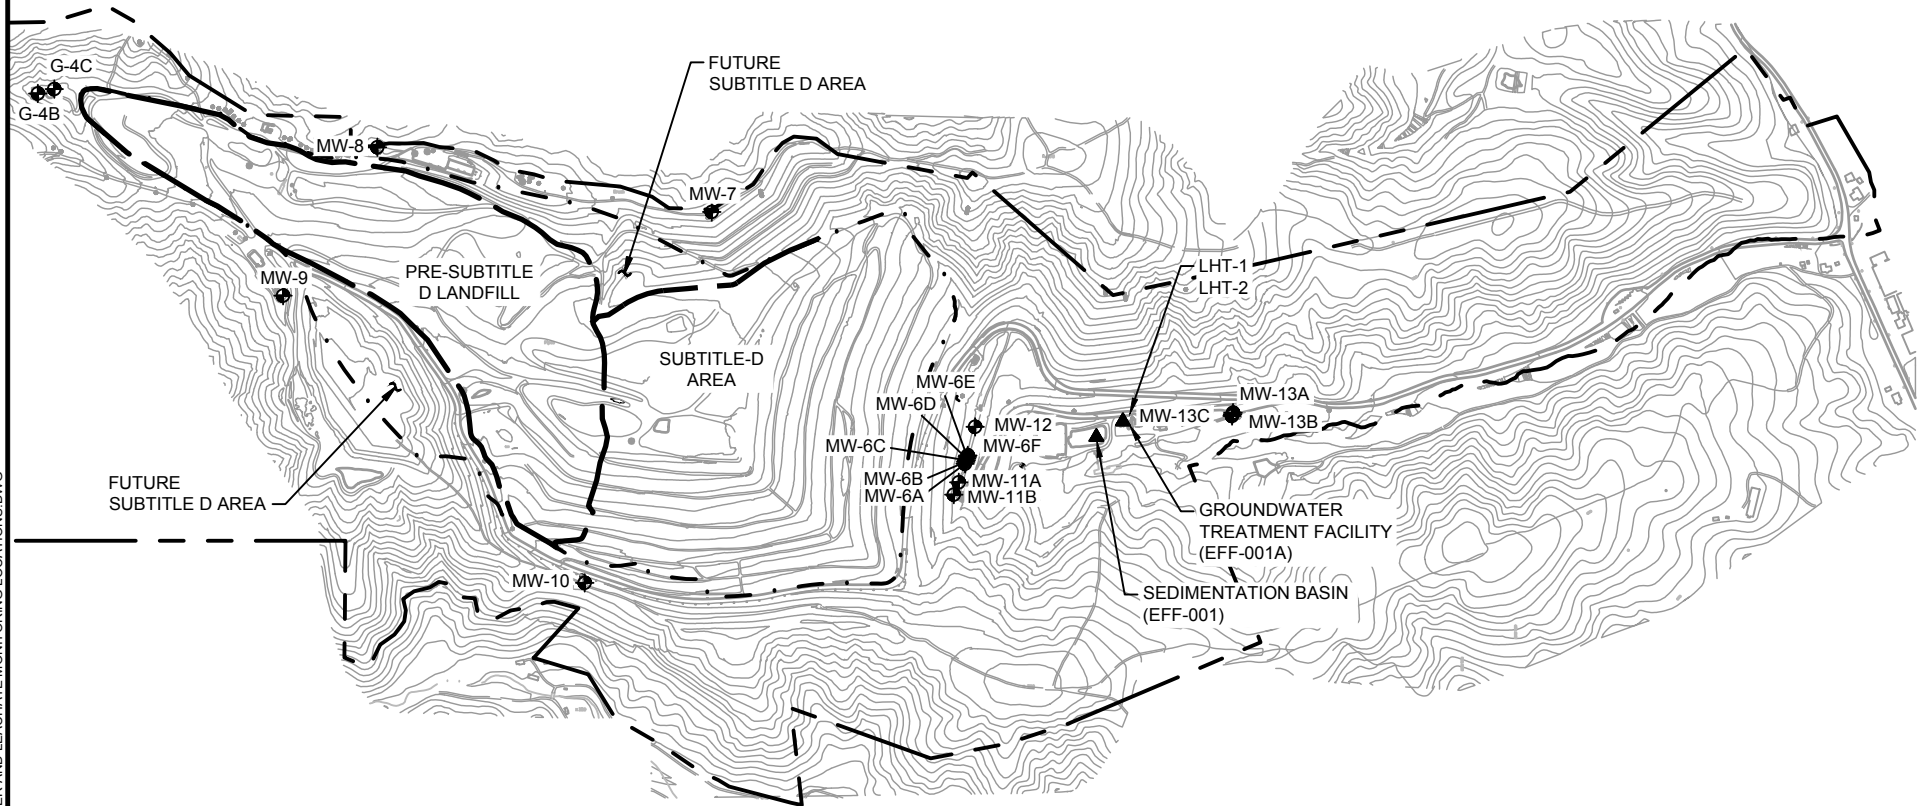 G-4C
G-4B
FUTURE
SUBTITLE D AREA
MW-8
MW-7
MW-9
PRE-SUBTITLE
D LANDFILL
LHT-1
LHT-2
SUBTITLE-D
AREA
MW-6E
MW-6D
MW-12
MW-6C
MW-6F
MW-6B
MW-6A
MW-11A
MW-11B
MW-13A
MW-13C
MW-13B
FUTURE
SUBTITLE D AREA
GROUNDWATER
TREATMENT FACILITY
(EFF-001A)
MW-10
SEDIMENTATION BASIN
(EFF-001)